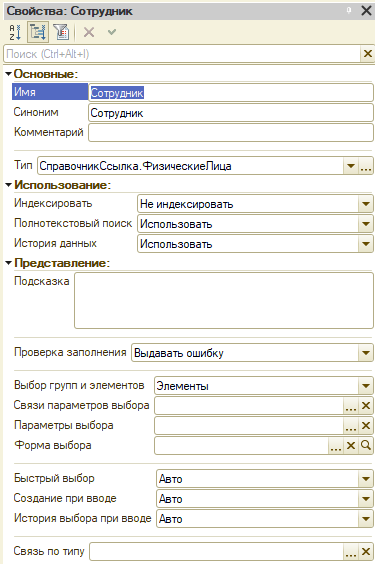 Свойства: Сотрудник
Поиск (Ctrl+Alt+I)
Основные:
Имя Сотрудник
Синоним Сотрудник
Комментарий
Тип СправочникСсылка.ФизическиеЛица
Использование:
Индексировать Не индексировать
Полнотекстовый поиск Использовать
История данных Использовать
Представление:
Подсказка
Проверка заполнения Выдавать ошибку
Выбор групп и элементов Элементы
Связи параметров выбора
Параметры выбора
Форма выбора
Быстрый выбор Авто
Создание при вводе Авто
История выбора при вводе Авто
Связь по типу